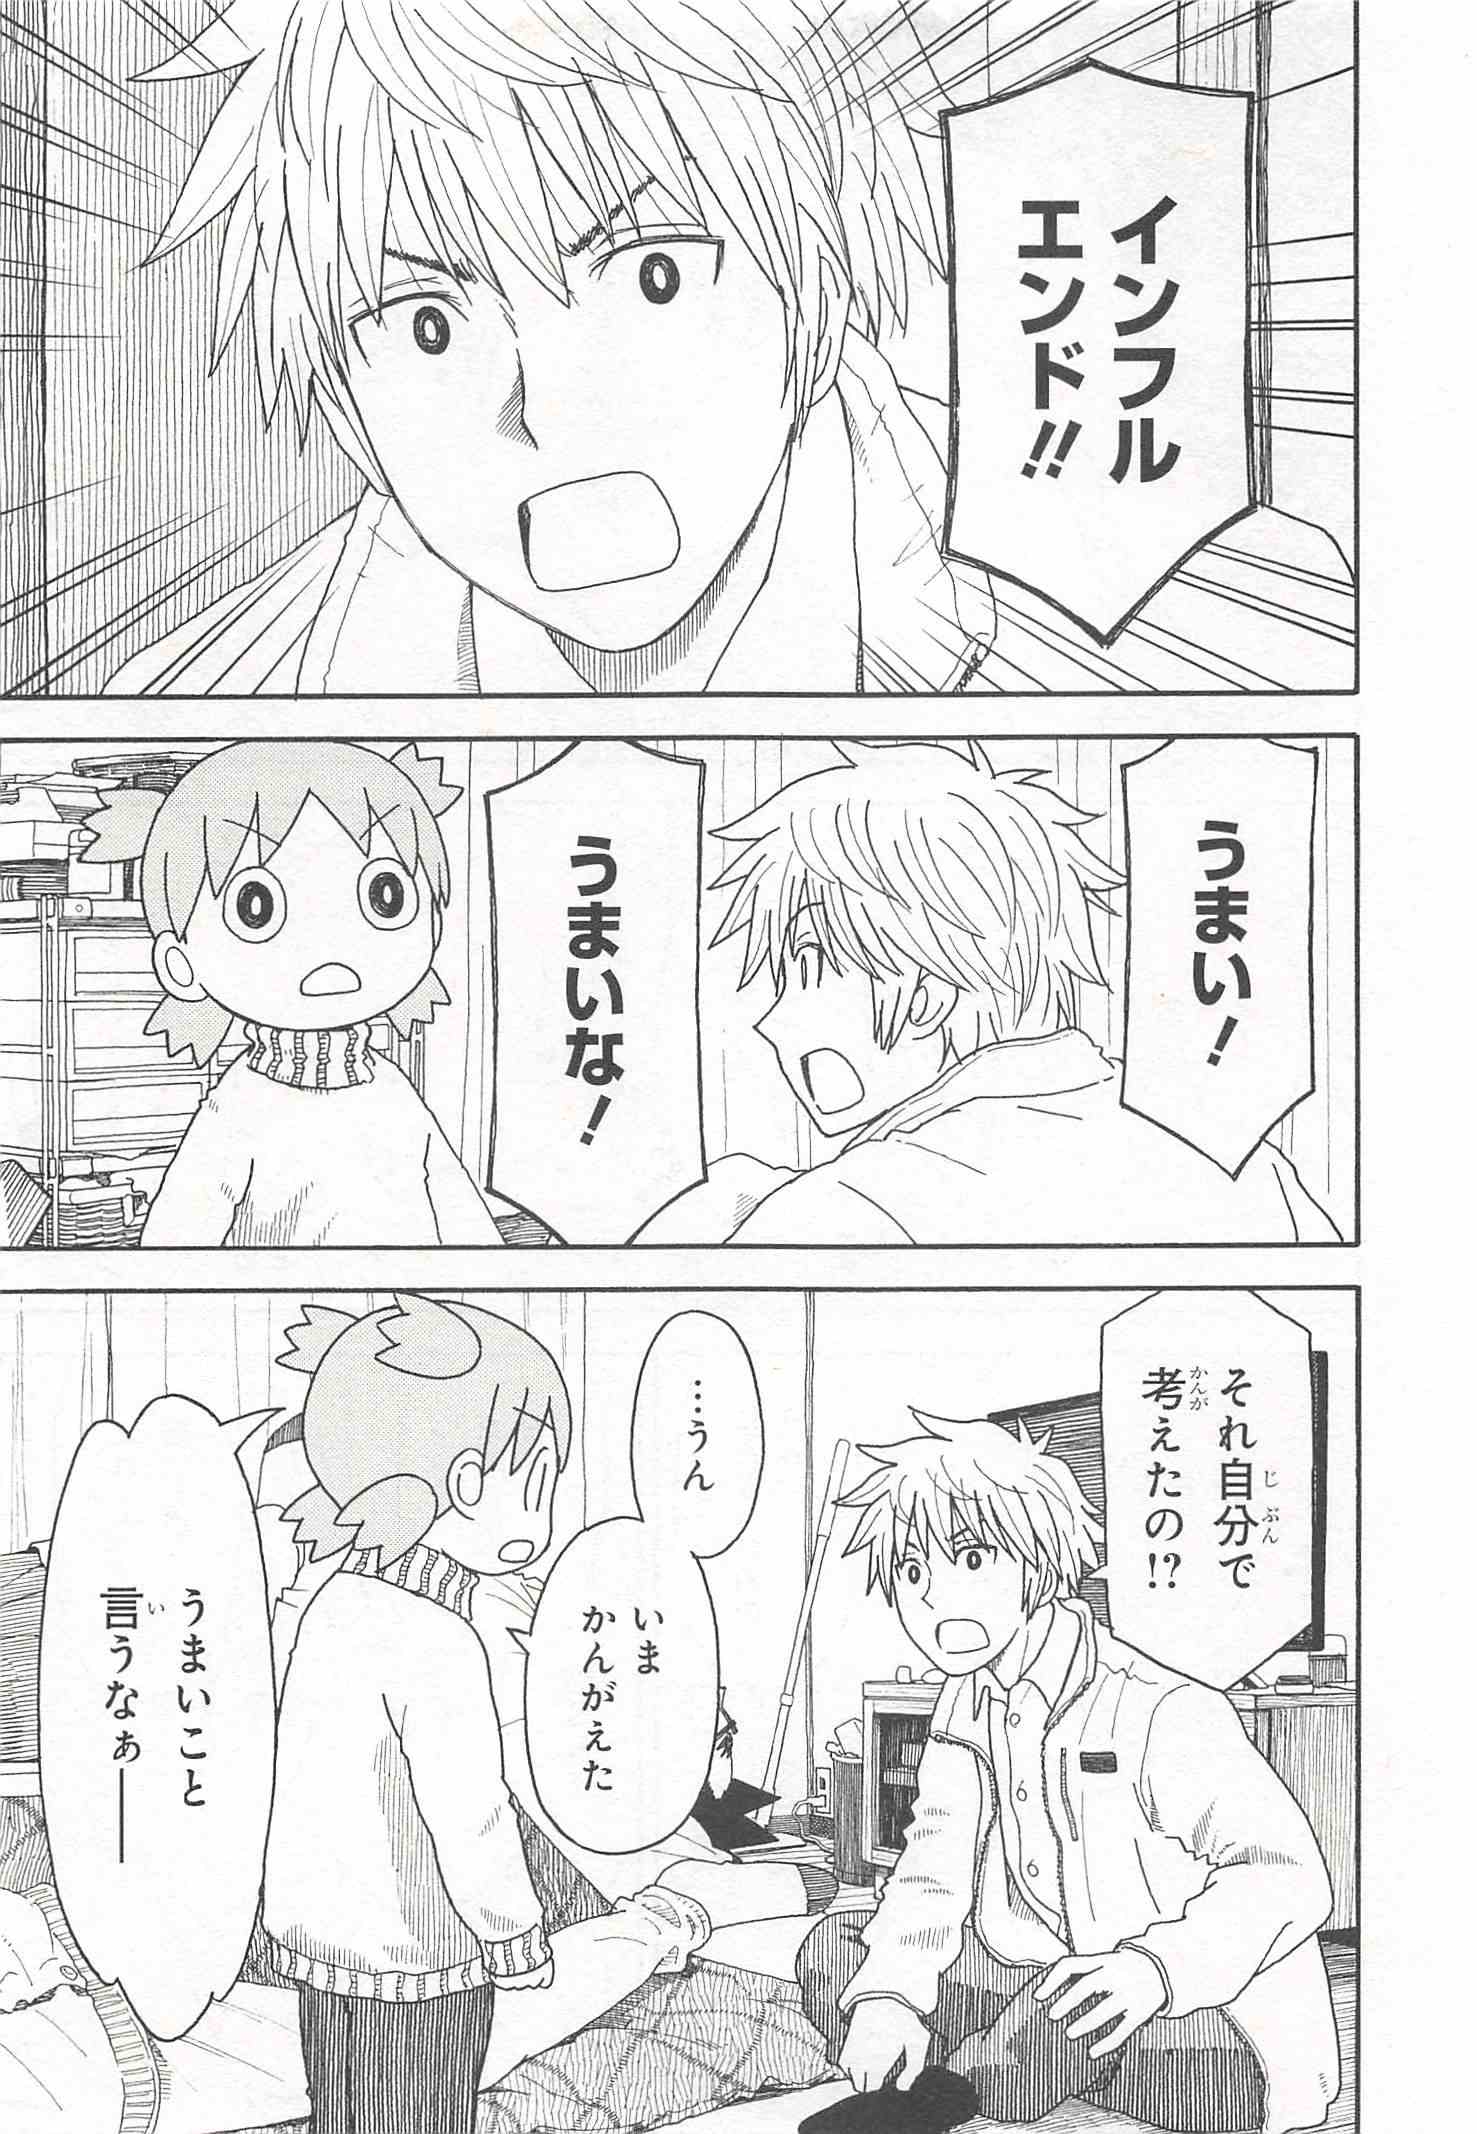 インフル
エンド!!
うまい!
うまいな!
それ自分で
考えたの!?
…うん
いま
かんがえた
うまいこと
言うなぁ――